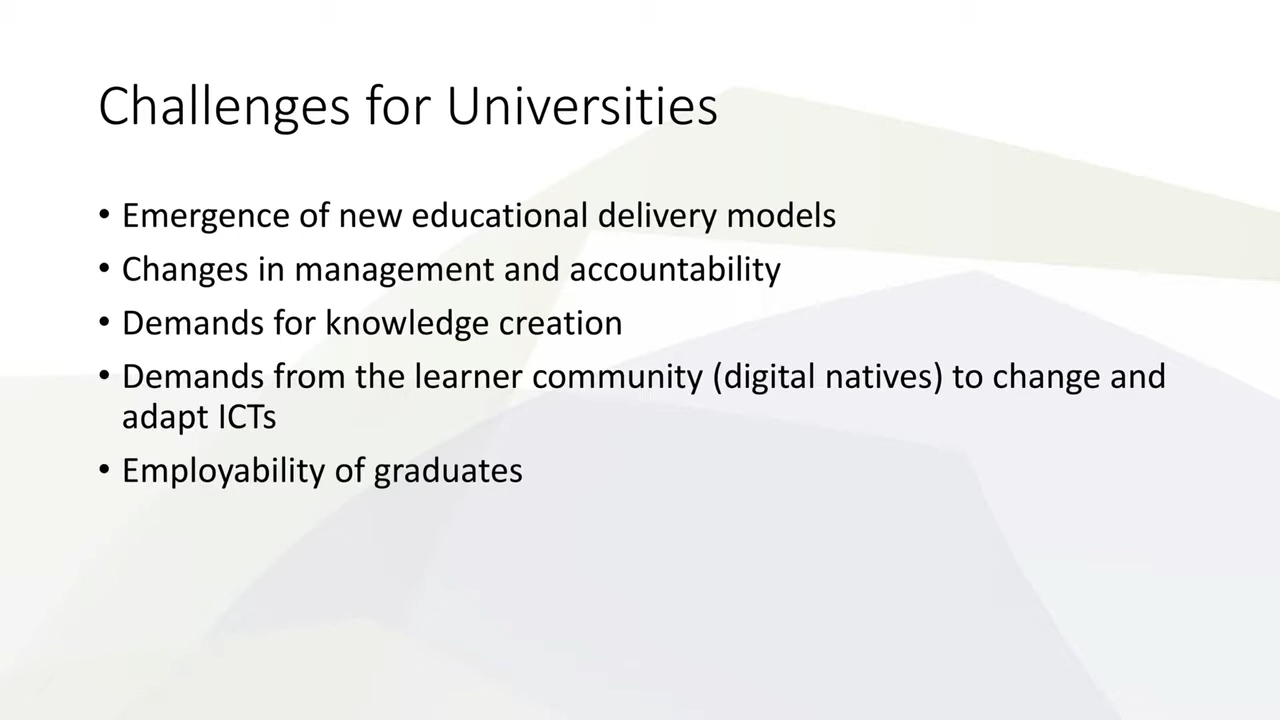 Challenges for Universities
• Emergence of new educational delivery models
• Changes in management and accountability
• Demands for knowledge creation
• Demands from the learner community (digital natives) to change and
adapt ICTs
• Employability of graduates